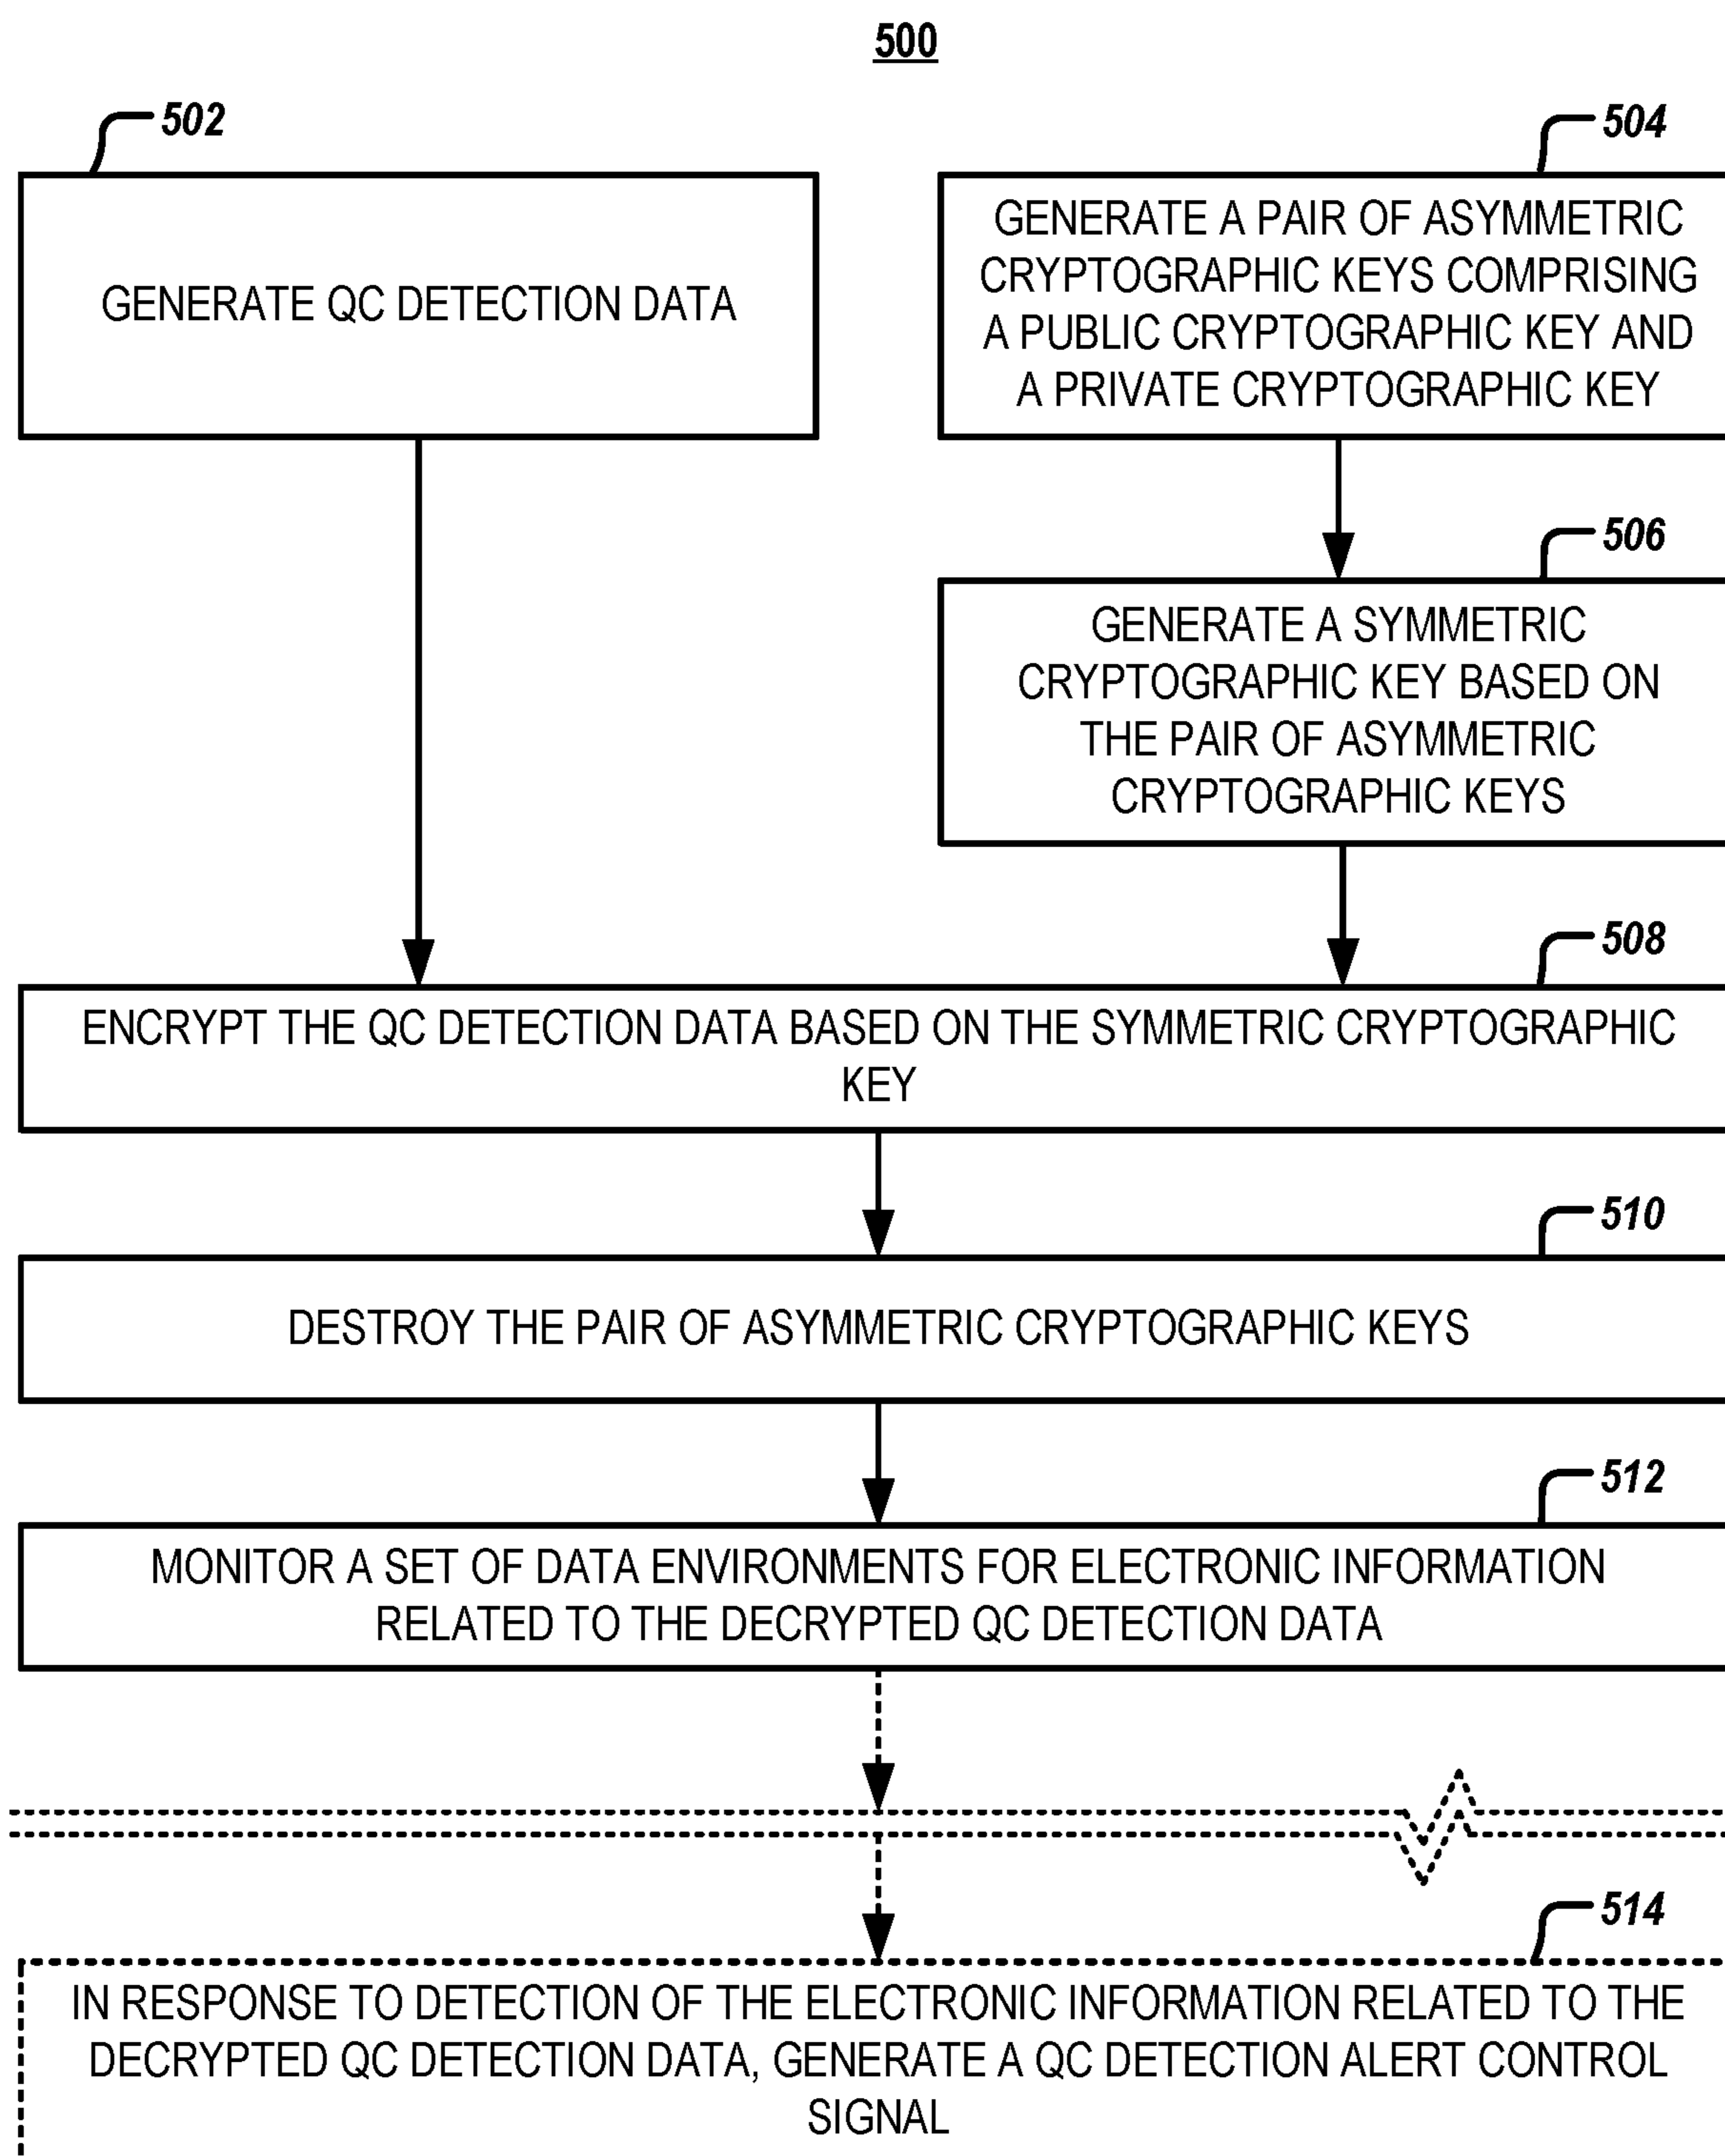 500
502
GENERATE QC DETECTION DATA
504
GENERATE A PAIR OF ASYMMETRIC
CRYPTOGRAPHIC KEYS COMPRISING
A PUBLIC CRYPTOGRAPHIC KEY AND
A PRIVATE CRYPTOGRAPHIC KEY
506
GENERATE A SYMMETRIC
CRYPTOGRAPHIC KEY BASED ON
THE PAIR OF ASYMMETRIC
CRYPTOGRAPHIC KEYS
508
ENCRYPT THE QC DETECTION DATA BASED ON THE SYMMETRIC CRYPTOGRAPHIC
KEY
510
DESTROY THE PAIR OF ASYMMETRIC CRYPTOGRAPHIC KEYS
512
MONITOR A SET OF DATA ENVIRONMENTS FOR ELECTRONIC INFORMATION
RELATED TO THE DECRYPTED QC DETECTION DATA
514
IN RESPONSE TO DETECTION OF THE ELECTRONIC INFORMATION RELATED TO THE
DECRYPTED QC DETECTION DATA, GENERATE A QC DETECTION ALERT CONTROL
SIGNAL